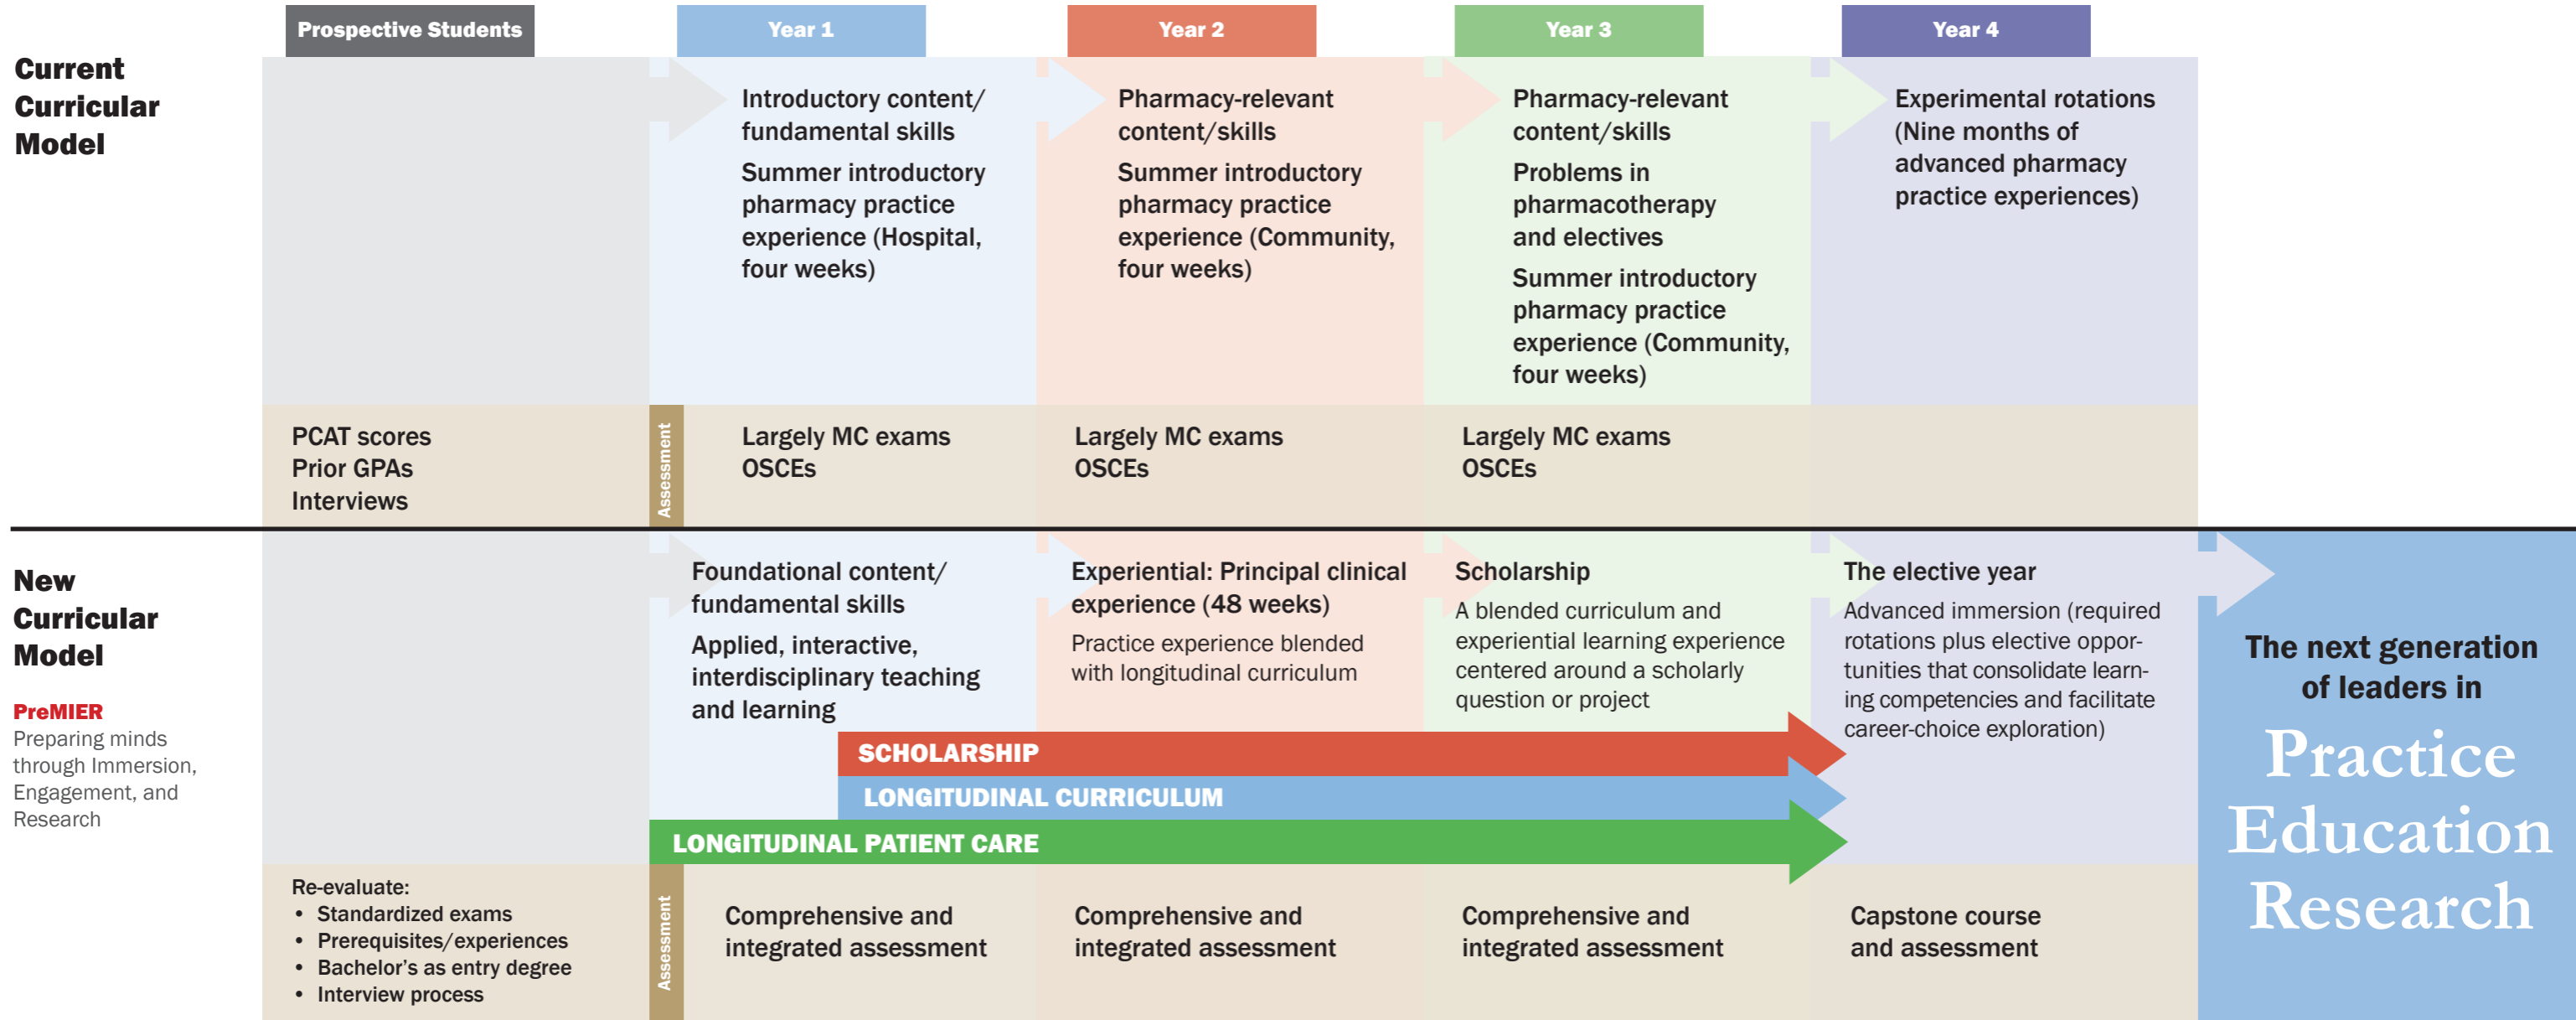 Prospective Students
Year 1
Year 2
Year 3
Year 4
Current
Curricular
Model
Introductory content/
fundamental skills
Summer introductory
pharmacy practice
experience (Hospital,
four weeks)
Pharmacy-relevant
content/skills
Summer introductory
pharmacy practice
experience (Community,
four weeks)
Pharmacy-relevant
content/skills
Problems in
pharmacotherapy
and electives
Summer introductory
pharmacy practice
experience (Community,
four weeks)
Experimental rotations
(Nine months of
advanced pharmacy
practice experiences)
PCAT scores
Prior GPAs
Interviews
Assessment
Largely MC exams
OSCEs
Largely MC exams
OSCEs
Largely MC exams
OSCEs
New
Curricular
Model
PreMIER
Preparing minds
through Immersion,
Engagement, and
Research
Foundational content/
fundamental skills
Applied, interactive,
interdisciplinary teaching
and learning
Experiential: Principal clinical
experience (48 weeks)
Practice experience blended
with longitudinal curriculum
Scholarship
A blended curriculum and
experiential learning experience
centered around a scholarly
question or project
The elective year
Advanced immersion (required
rotations plus elective oppor-
tunities that consolidate learn-
ing competencies and facilitate
career-choice exploration)
SCHOLARSHIP
LONGITUDINAL CURRICULUM
LONGITUDINAL PATIENT CARE
The next generation
of leaders in
Practice
Education
Research
Re-evaluate:
• Standardized exams
• Prerequisites/experiences
• Bachelor's as entry degree
• Interview process
Assessment
Comprehensive and
integrated assessment
Comprehensive and
integrated assessment
Comprehensive and
integrated assessment
Capstone course
and assessment